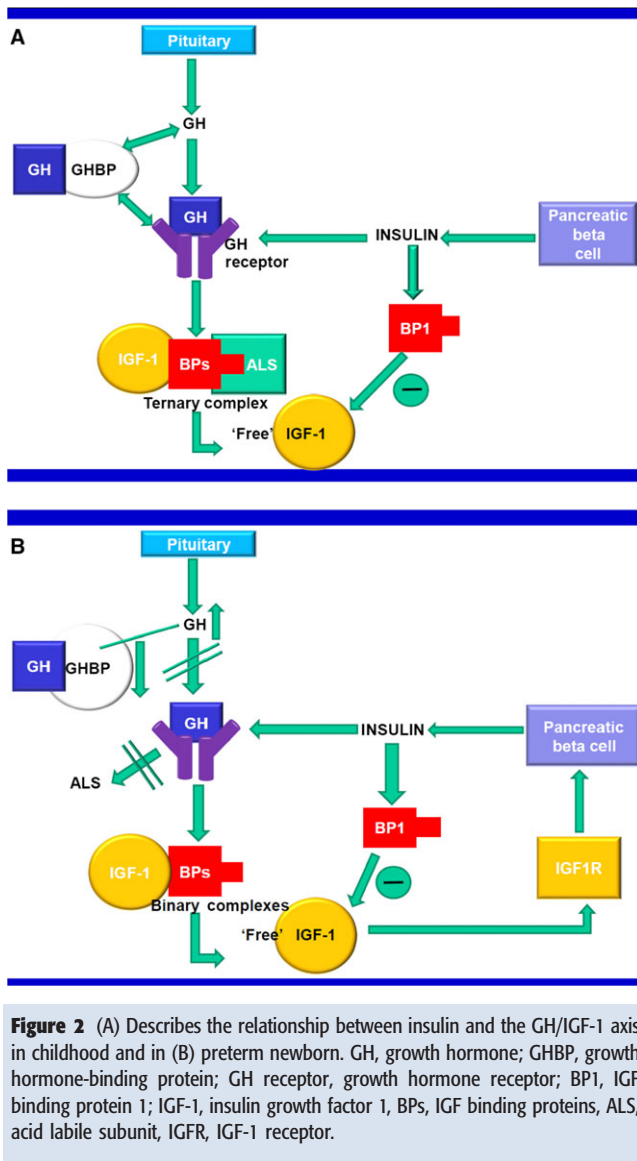 A
Pituitary
GH
GH GHBP
GH
GH
receptor
INSULIN
Pancreatic
beta
cell
BP1
IGF-1 BPs ALS
Ternary complex
'Free' IGF-1
B
Pituitary
GH
GH GHBP
GH
INSULIN
Pancreatic
beta cell
ALS
BP1
IGF-1 BPs
IGF1R
Binary complexes
'Free' IGF-1
Figure 2 (A) Describes the relationship between insulin and the GH/IGF-1 axis
in childhood and in (B) preterm newborn. GH, growth hormone; GHBP, growth
hormone-binding protein; GH receptor, growth hormone receptor; BP1, IGF
binding protein 1; IGF-1, insulin growth factor 1, BPs, IGF binding proteins, ALS,
acid labile subunit, IGFR, IGF-1 receptor.